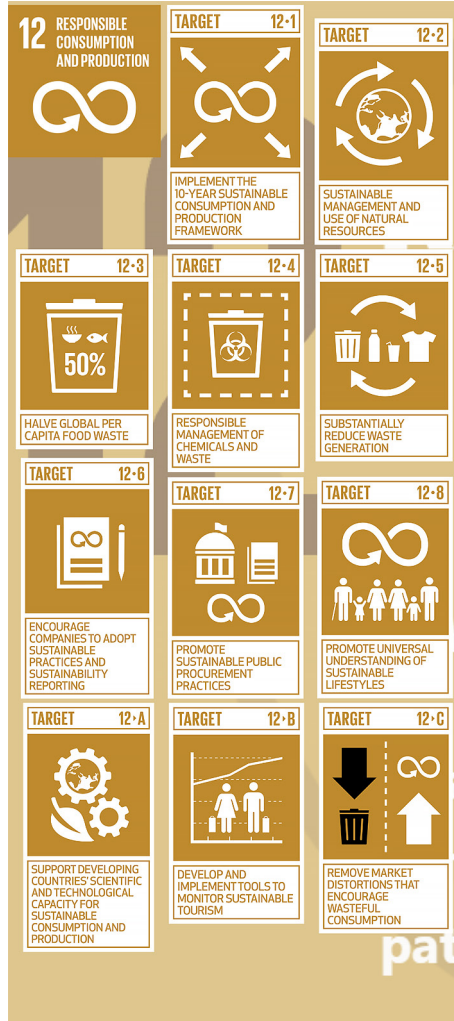 12 RESPONSIBLE
CONSUMPTION
AND PRODUCTION
TARGET 12·1
IMPLEMENT THE
10-YEAR SUSTAINABLE
CONSUMPTION AND
PRODUCTION
FRAMEWORK
TARGET 12·2
SUSTAINABLE
MANAGEMENT AND
USE OF NATURAL
RESOURCES
TARGET 12·3
50%
HALVE GLOBAL PER
CAPITA FOOD WASTE
TARGET 12·4
RESPONSIBLE
MANAGEMENT OF
CHEMICALS AND
WASTE
TARGET 12·5
SUBSTANTIALLY
REDUCE WASTE
GENERATION
TARGET 12·6
ENCOURAGE
COMPANIES TO ADOPT
SUSTAINABLE
PRACTICES AND
SUSTAINABILITY
REPORTING
TARGET 12·7
PROMOTE
SUSTAINABLE PUBLIC
PROCUREMENT
PRACTICES
TARGET 12·8
PROMOTE UNIVERSAL
UNDERSTANDING OF
SUSTAINABLE
LIFESTYLES
TARGET 12·A
SUPPORT DEVELOPING
COUNTRIES' SCIENTIFIC
AND TECHNOLOGICAL
CAPACITY FOR
SUSTAINABLE
CONSUMPTION AND
PRODUCTION
TARGET 12·B
DEVELOP AND
IMPLEMENT TOOLS TO
MONITOR SUSTAINABLE
TOURISM
TARGET 12·C
REMOVE MARKET
DISTORTIONS THAT
ENCOURAGE
WASTEFUL
CONSUMPTION
pat